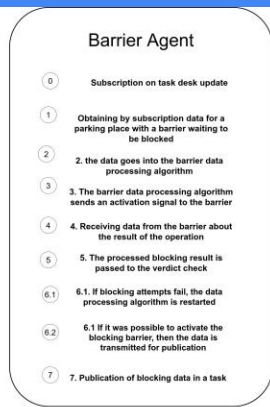 Barrier Agent
0
Subscription on task desk update
1
Obtaining by subscription data for a
parking place with a barrier waiting to
be blocked
2
2. the data goes into the barrier data
processing algorithm
3
3. The barrier data processing algorithm
sends an activation signal to the barrier
4
4. Receiving data from the barrier about
the result of the operation
5
5. The processed blocking result is
passed to the verdict check
6.1
6.1. If blocking attempts fail, the data
processing algorithm is restarted
6.2
6.1 If it was possible to activate the
blocking barrier, then the data is
transmitted for publication
7
7. Publication of blocking data in a task